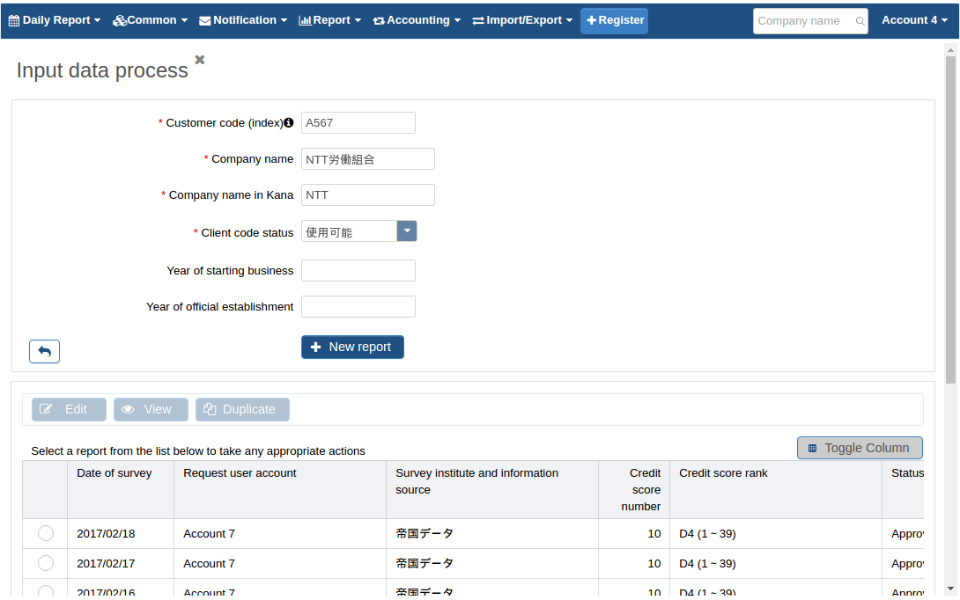 Daily Report Common Notification Report Accounting Import/Export Register Company name Account 4
Input data process
* Customer code (index) A567
* Company name NTT労働組合
* Company name in Kana NTT
* Client code status 使用可能
Year of starting business
Year of official establishment
New report
Edit View Duplicate
Select a report from the list below to take any appropriate actions Toggle Column
Date of survey Request user account Survey institute and information Credit Credit score rank Status
source score
number
2017/02/18 Account 7 帝国データ 10 D4 (1 ~ 39)
2017/02/17 Account 7 帝国データ 10 D4 (1 ~ 39)
2017/02/16 Account 7 帝国データ 10 D4 (1 ~ 39)